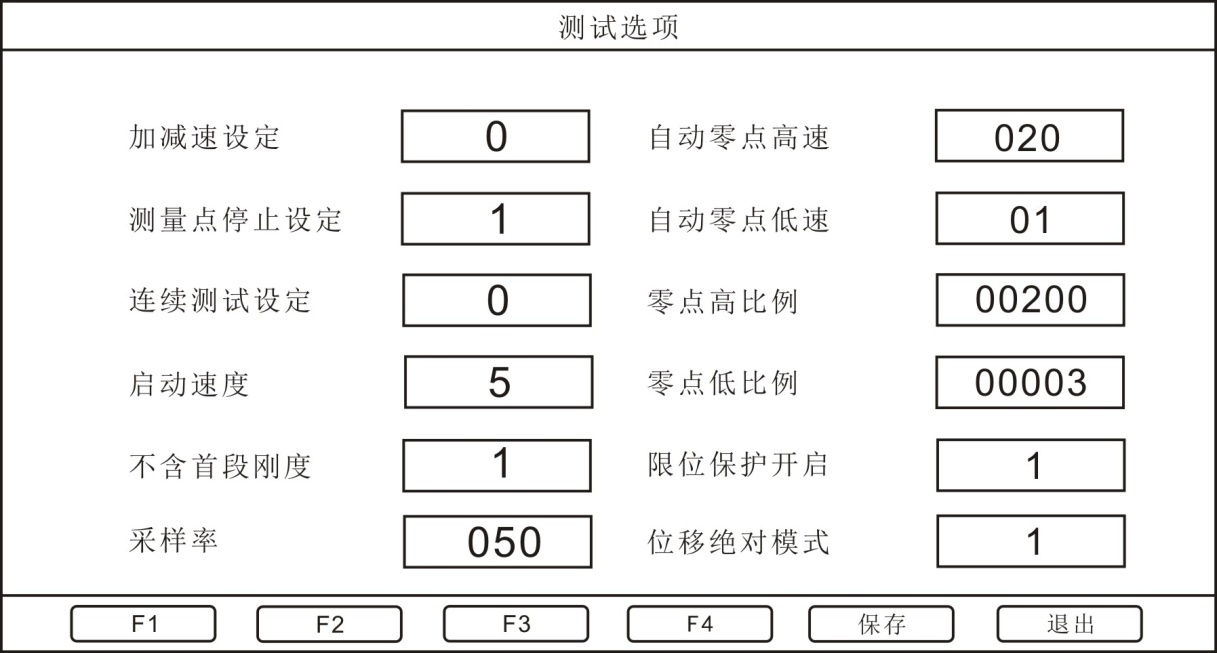 测试选项
加减速设定 0 自动零点高速 020
测量点停止设定 1 自动零点低速 01
连续测试设定 0 零点高比例 00200
启动速度 5 零点低比例 00003
不含首段刚度 1 限位保护开启 1
采样率 050 位移绝对模式 1
F1 F2 F3 F4 保存 退出